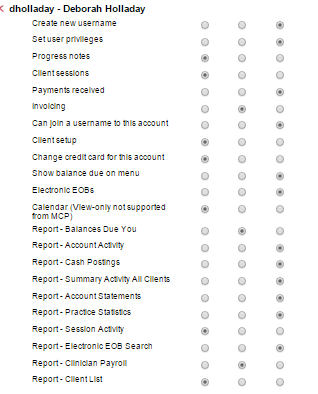 < dholladay - Deborah Holladay
Create new username
Set user privileges
Progress notes
Client sessions
Payments received
Invoicing
Can join a username to this account
Client setup
Change credit card for this account
Show balance due on menu
Electronic EOBs
Calendar (View-only not supported
from MCP)
Report - Balances Due You
Report - Account Activity
Report - Cash Postings
Report - Summary Activity All Clients
Report - Account Statements
Report - Practice Statistics
Report - Session Activity
Report - Electronic EOB Search
Report - Clinician Payroll
Report - Client List